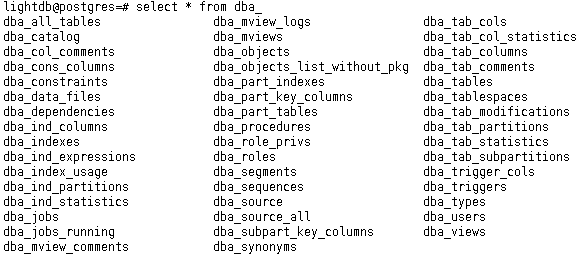 lightdb@postgres=# select * from dba_
dba_all_tables dba_mview_logs dba_tab_cols
dba_catalog dba_mviews dba_tab_col_statistics
dba_col_comments dba_objects dba_tab_columns
dba_cons_columns dba_objects_list_without_pkg dba_tab_comments
dba_constraints dba_part_indexes dba_tables
dba_data_files dba_part_key_columns dba_tablespaces
dba_dependencies dba_part_tables dba_tab_modifications
dba_ind_columns dba_procedures dba_tab_partitions
dba_indexes dba_role_privs dba_tab_statistics
dba_ind_expressions dba_roles dba_tab_subpartitions
dba_index_usage dba_segments dba_trigger_cols
dba_ind_partitions dba_sequences dba_triggers
dba_ind_statistics dba_source dba_types
dba_jobs dba_source_all dba_users
dba_jobs_running dba_subpart_key_columns dba_views
dba_mview_comments dba_synonyms